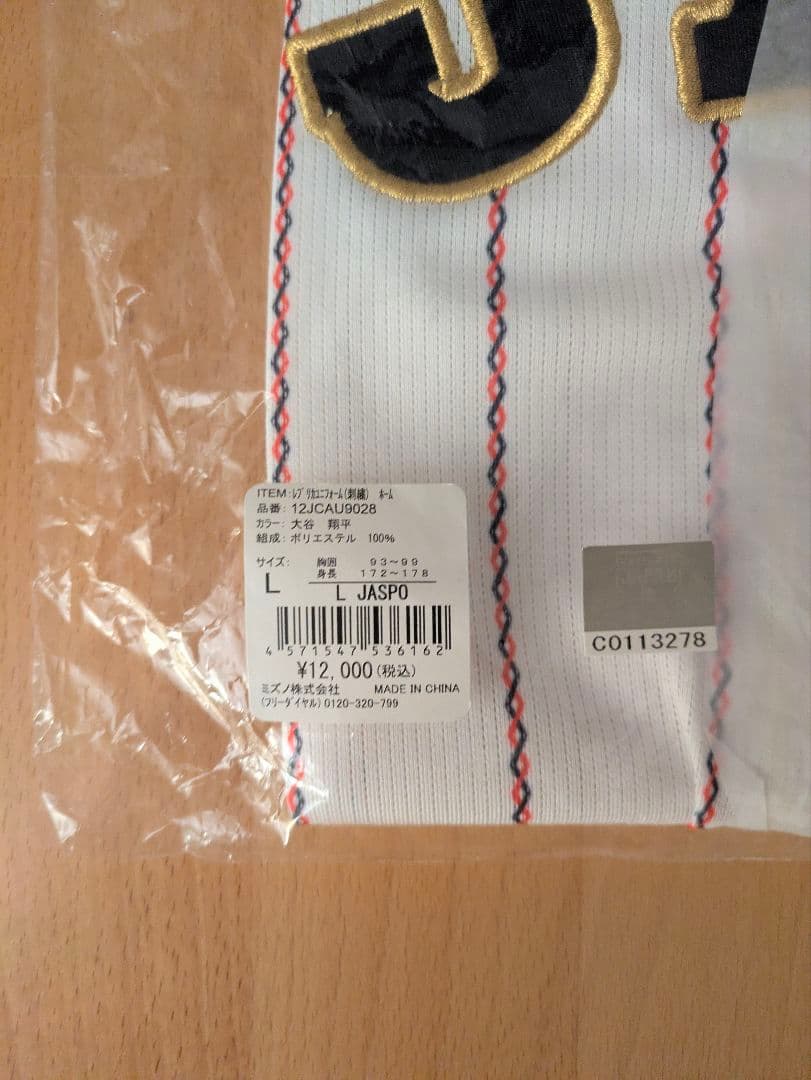 ITEM:ﾚﾌﾟﾘｶﾕﾆﾌｫｰﾑ(刺繍) ﾎｰﾑ
品番: 12JCAU9028
カラー: 大谷 翔平
組成: ポリエステル 100%
サイズ: 胸囲 93~99
L 身長 172~178
L JASPO
4 571547 536162
¥12,000(税込)
ミズノ株式会社 MADE IN CHINA
(フリーダイヤル)0120-320-799
C0113278